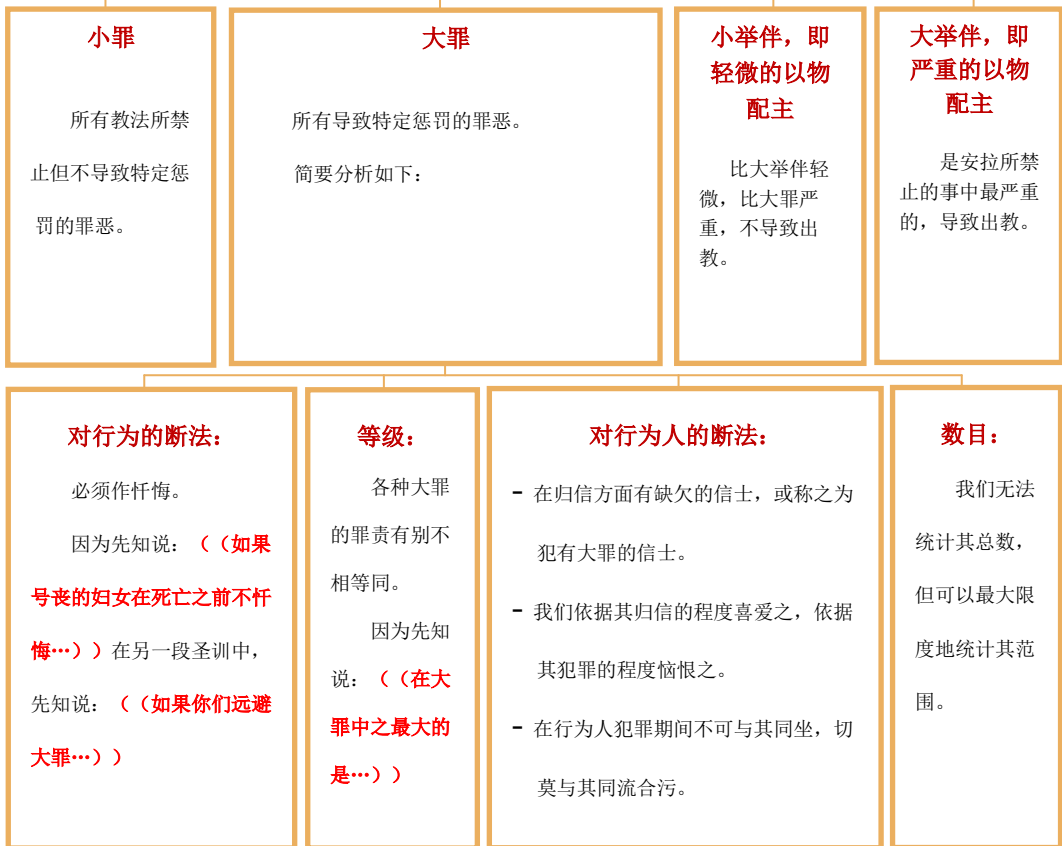 小罪
所有教法所禁
止但不导致特定惩
罚的罪恶。
大罪
所有导致特定惩罚的罪恶。
简要分析如下：
小举伴，即
轻微的以物
配主
比大举伴轻
微，比大罪严
重，不导致出
教。
大举伴，即
严重的以物
配主
是安拉所禁
止的事中最严重
的，导致出教。
对行为的断法：
必须作忏悔。
因为先知说：（（如果
号丧的妇女在死亡之前不忏
悔…））在另一段圣训中，
先知说：（（如果你们远避
大罪…））
等级：
各种大罪
的罪责有别不
相等同。
因为先知
说：（（在大
罪中之最大的
是…））
对行为人的断法：
- 在归信方面有缺欠的信士，或称之为
犯有大罪的信士。
- 我们依据其归信的程度喜爱之，依据
其犯罪的程度恼恨之。
- 在行为人犯罪期间不可与其同坐，切
莫与其同流合污。
数目：
我们无法
统计其总数，
但可以最大限
度地统计其范
围。